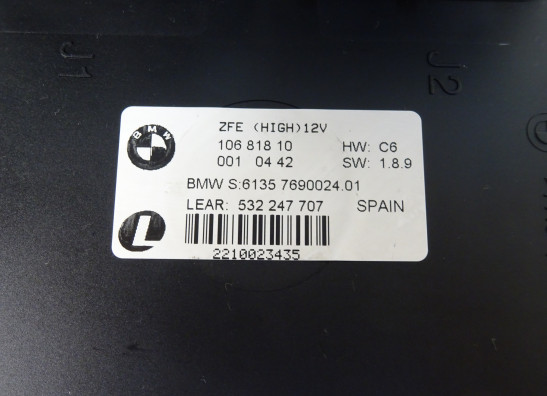 J1
J2
BMW
ZFE (HIGH)12V
106 818 10 HW: C6
001 04 42 SW: 1.8.9
BMW S:6135 7690024.01
LEAR: 532 247 707 SPAIN
L
2210023435